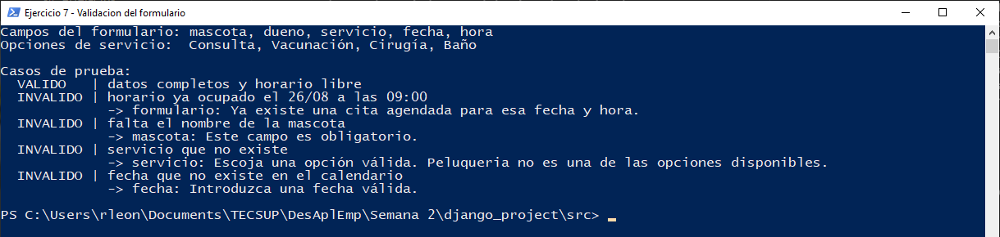 Ejercicio 7 - Validacion del formulario
Campos del formulario: mascota, dueno, servicio, fecha, hora
Opciones de servicio:  Consulta, Vacunación, Cirugía, Baño
Casos de prueba:
VALIDO   | datos completos y horario libre
INVALIDO | horario ya ocupado el 26/08 a las 09:00
-> formulario: Ya existe una cita agendada para esa fecha y hora.
INVALIDO | falta el nombre de la mascota
-> mascota: Este campo es obligatorio.
INVALIDO | servicio que no existe
-> servicio: Escoja una opción válida. Peluqueria no es una de las opciones disponibles.
INVALIDO | fecha que no existe en el calendario
-> fecha: Introduzca una fecha válida.
PS C:\Users\rleon\Documents\TECSUP\DesAplEmp\Semana 2\django_project\src>